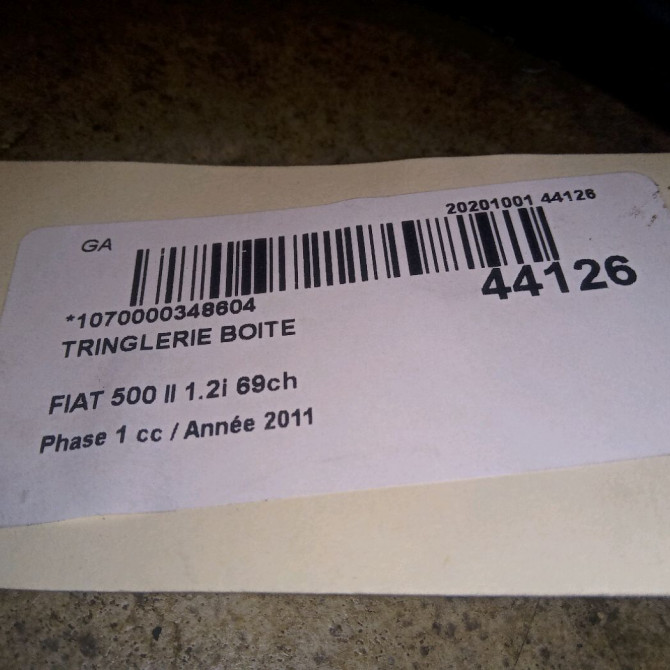 GA
20201001 44126
44126
*1070000348604
TRINGLERIE BOITE
FIAT 500 II 1.2i 69ch
Phase 1 cc / Année 2011